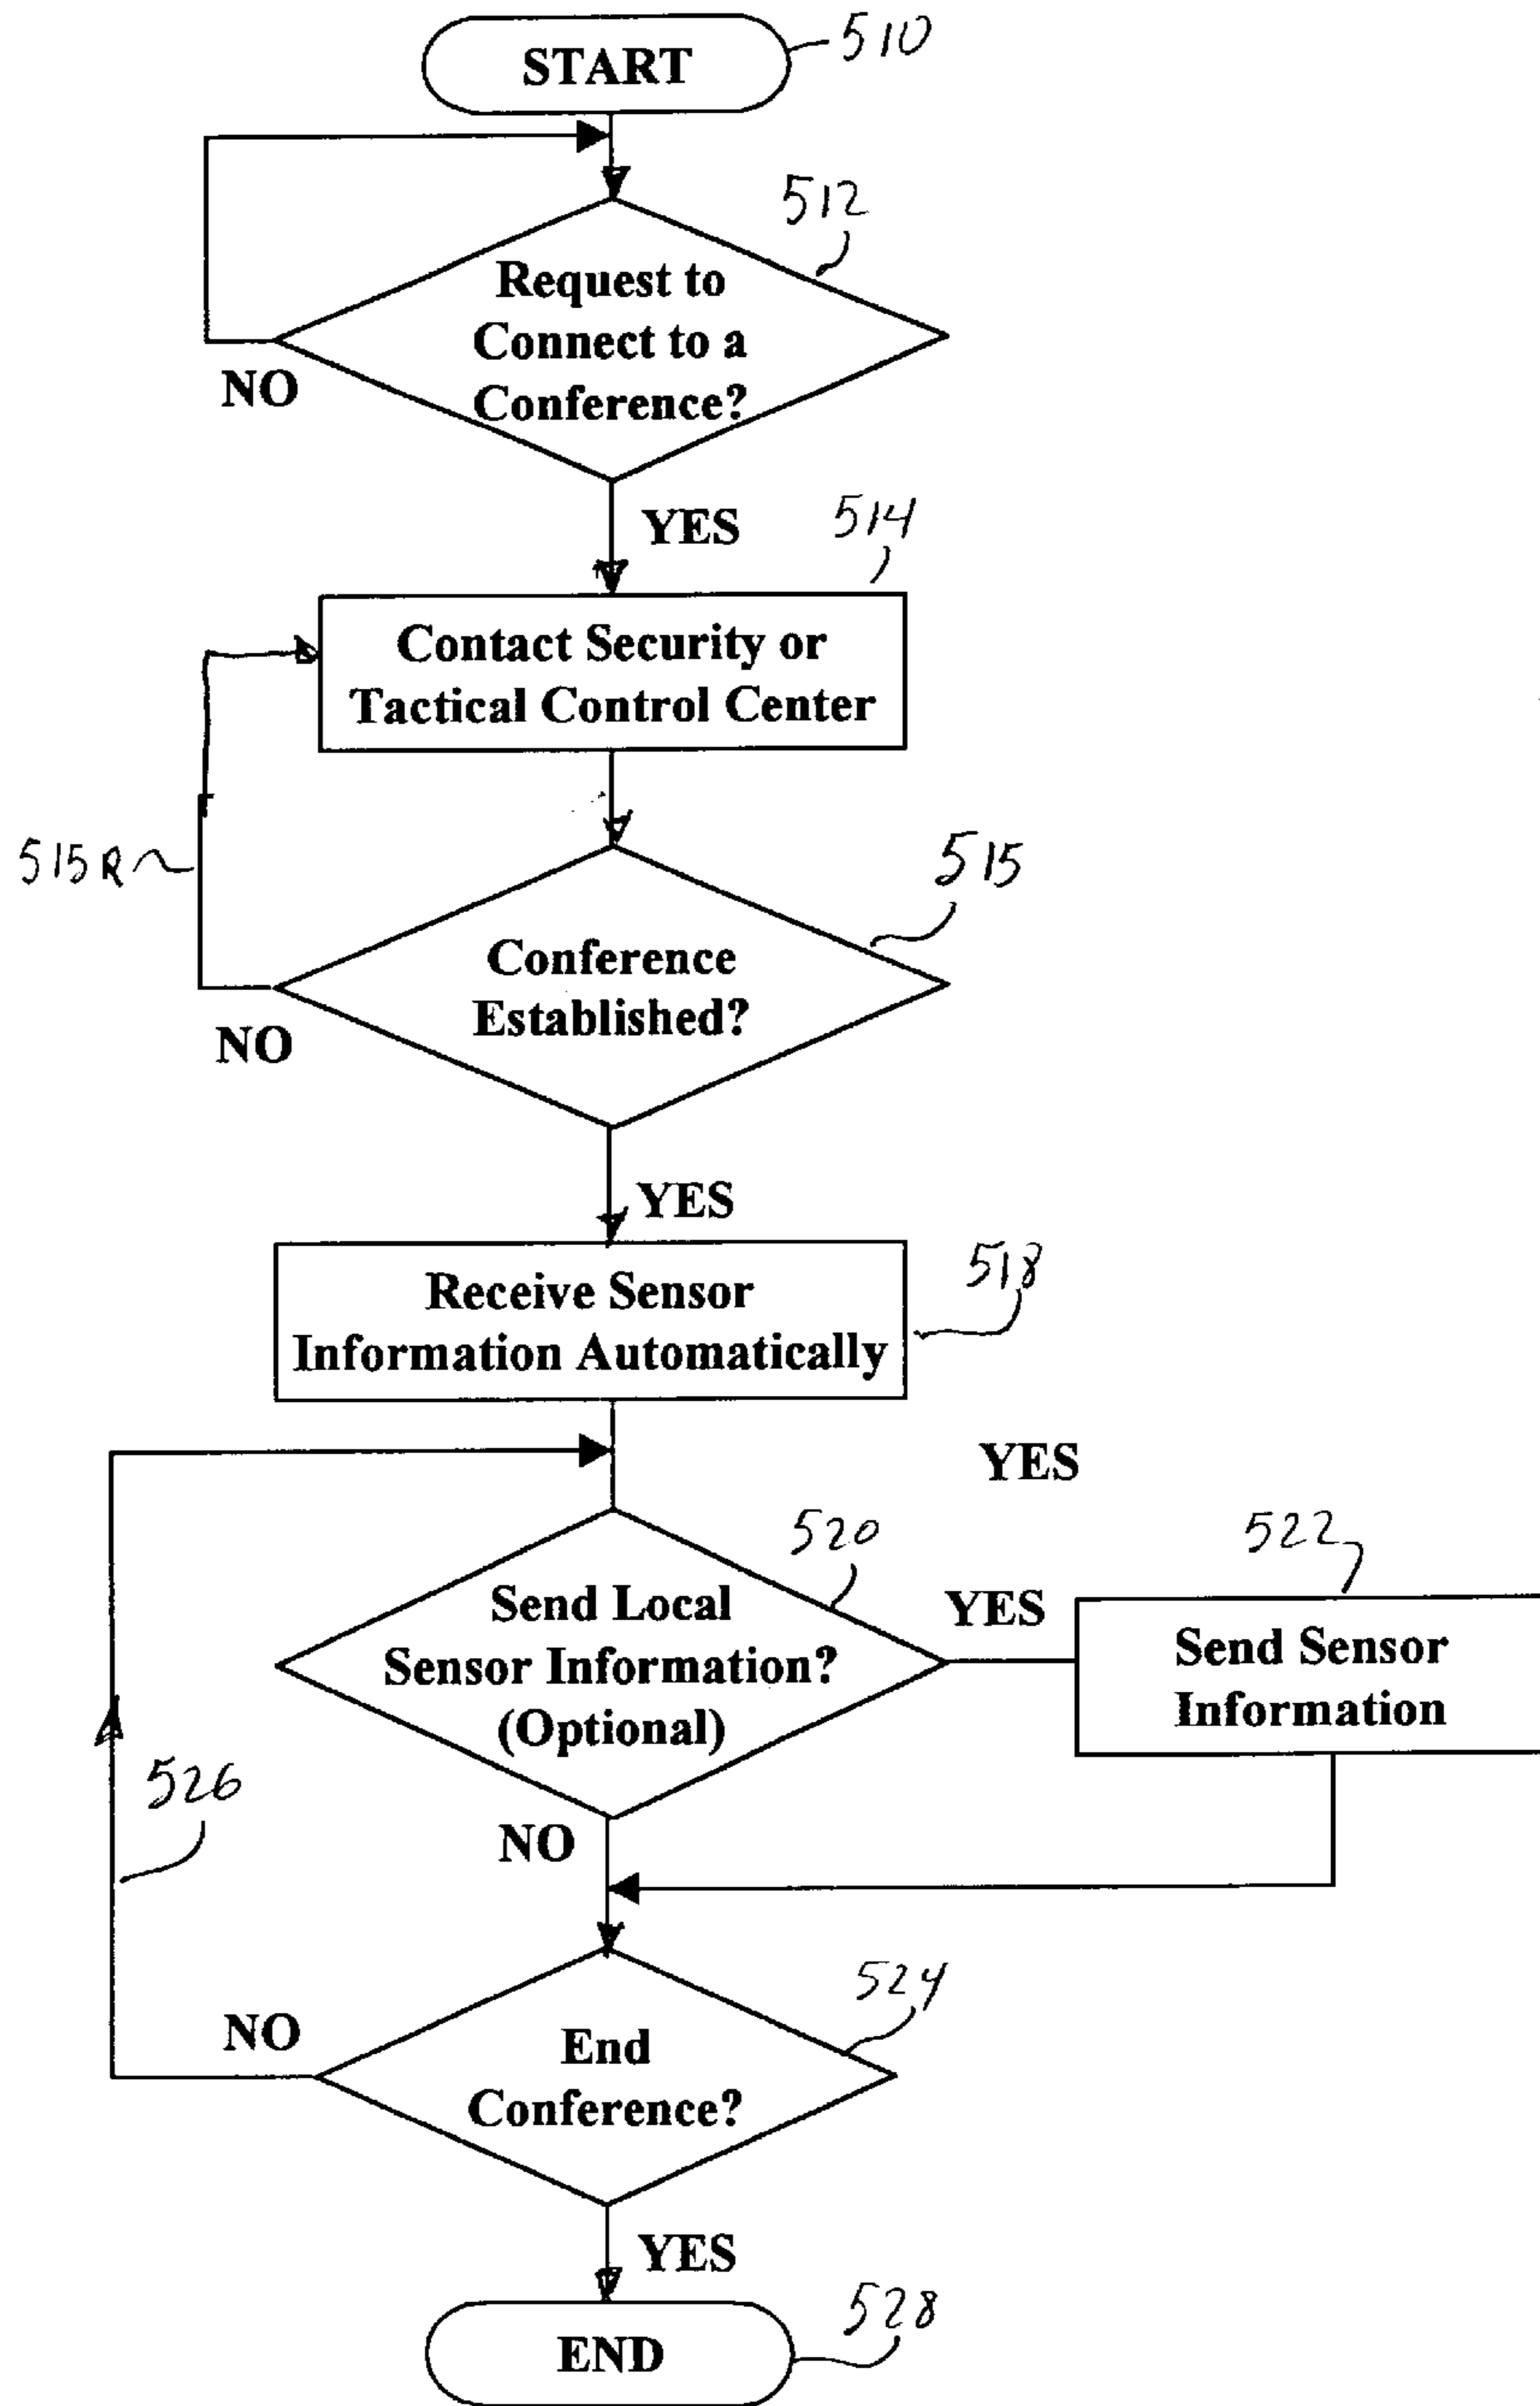 START
510
512
Request to
Connect to a
Conference?
NO
YES
514
Contact Security or
Tactical Control Center
515R
515
Conference
Established?
NO
YES
518
Receive Sensor
Information Automatically
YES
520
522
Send Local
Sensor Information?
(Optional)
YES
Send Sensor
Information
526
NO
524
NO
End
Conference?
YES
528
END